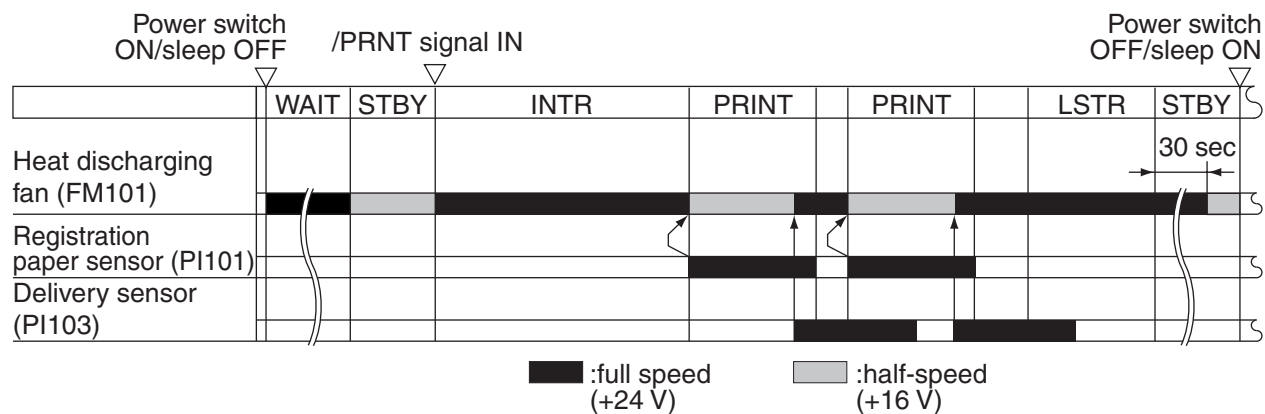 Power switch
ON/sleep OFF
/PRNT signal IN
Power switch
OFF/sleep ON
WAIT STBY INTR PRINT PRINT LSTR STBY
30 sec
Heat discharging
fan (FM101)
Registration
paper sensor (PI101)
Delivery sensor
(PI103)
:full speed
(+24 V)
:half-speed
(+16 V)